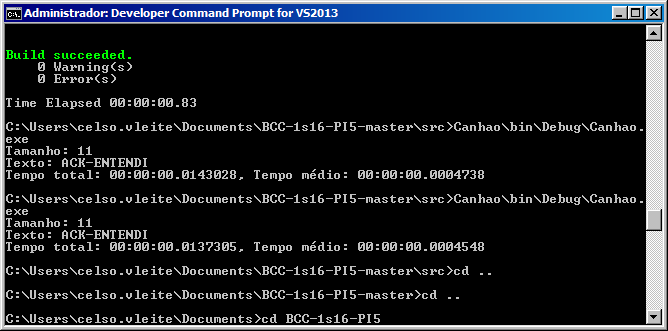 Administrador: Developer Command Prompt for VS2013
Build succeeded.
    0 Warning(s)
    0 Error(s)
Time Elapsed 00:00:00.83
C:\Users\celso.vleite\Documents\BCC-1s16-PI5-master\src>Canhao\bin\Debug\Canhao.
exe
Tamanho: 11
Texto: ACK-ENTENDI
Tempo total: 00:00:00.0143028, Tempo médio: 00:00:00.0004738
C:\Users\celso.vleite\Documents\BCC-1s16-PI5-master\src>Canhao\bin\Debug\Canhao.
exe
Tamanho: 11
Texto: ACK-ENTENDI
Tempo total: 00:00:00.0137305, Tempo médio: 00:00:00.0004548
C:\Users\celso.vleite\Documents\BCC-1s16-PI5-master\src>cd ..
C:\Users\celso.vleite\Documents\BCC-1s16-PI5-master>cd ..
C:\Users\celso.vleite\Documents>cd BCC-1s16-PI5